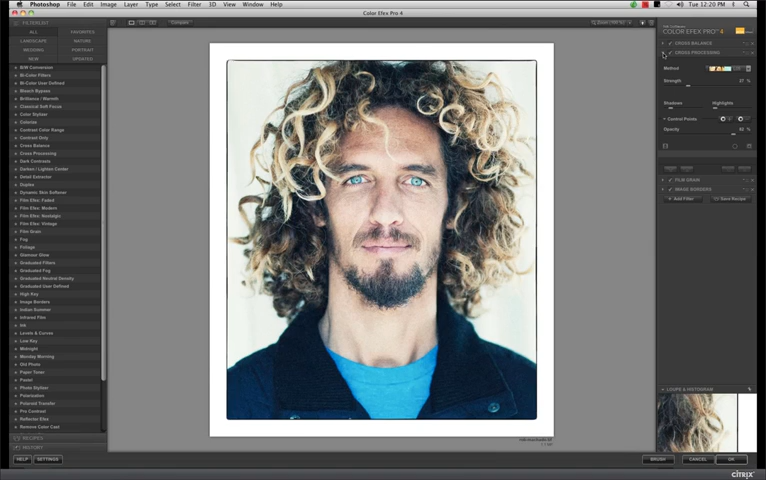 Photoshop File Edit Image Layer Type Select Filter 3D View Window Help
Tue 12:20 PM
Color Efex Pro 4
FILTER LIST
Compare
ALL FAVORITES
LANDSCAPE NATURE
WEDDING PORTRAIT
NEW UPDATED
B/W Conversion
Bi-Color Filters
Bi-Color User Defined
Bleach Bypass
Brilliance / Warmth
Classical Soft Focus
Color Stylizer
Colorize
Contrast Color Range
Contrast Only
Cross Balance
Cross Processing
Dark Contrasts
Darken / Lighten Center
Detail Extractor
Duplex
Dynamic Skin Softener
Film Efex: Faded
Film Efex: Modern
Film Efex: Nostalgic
Film Efex: Vintage
Film Grain
Fog
Foliage
Glamour Glow
Graduated Filters
Graduated Fog
Graduated Neutral Density
Graduated User Defined
High Key
Image Borders
Indian Summer
Infrared Film
Ink
Levels & Curves
Low Key
Midnight
Monday Morning
Old Photo
Paper Toner
Pastel
Photo Stylizer
Polarization
Polaroid Transfer
Pro Contrast
Reflector Efex
Remove Color Cast
RECIPES
HISTORY
HELP SETTINGS
COLOR EFEX PRO 4
CROSS BALANCE
CROSS PROCESSING
Method
Strength 27 %
Shadows Highlights
Control Points
Opacity
FILM GRAIN
IMAGE BORDERS
Add Filter Save Recipe
LOUPE & HISTOGRAM
BRUSH CANCEL OK
CITRIX